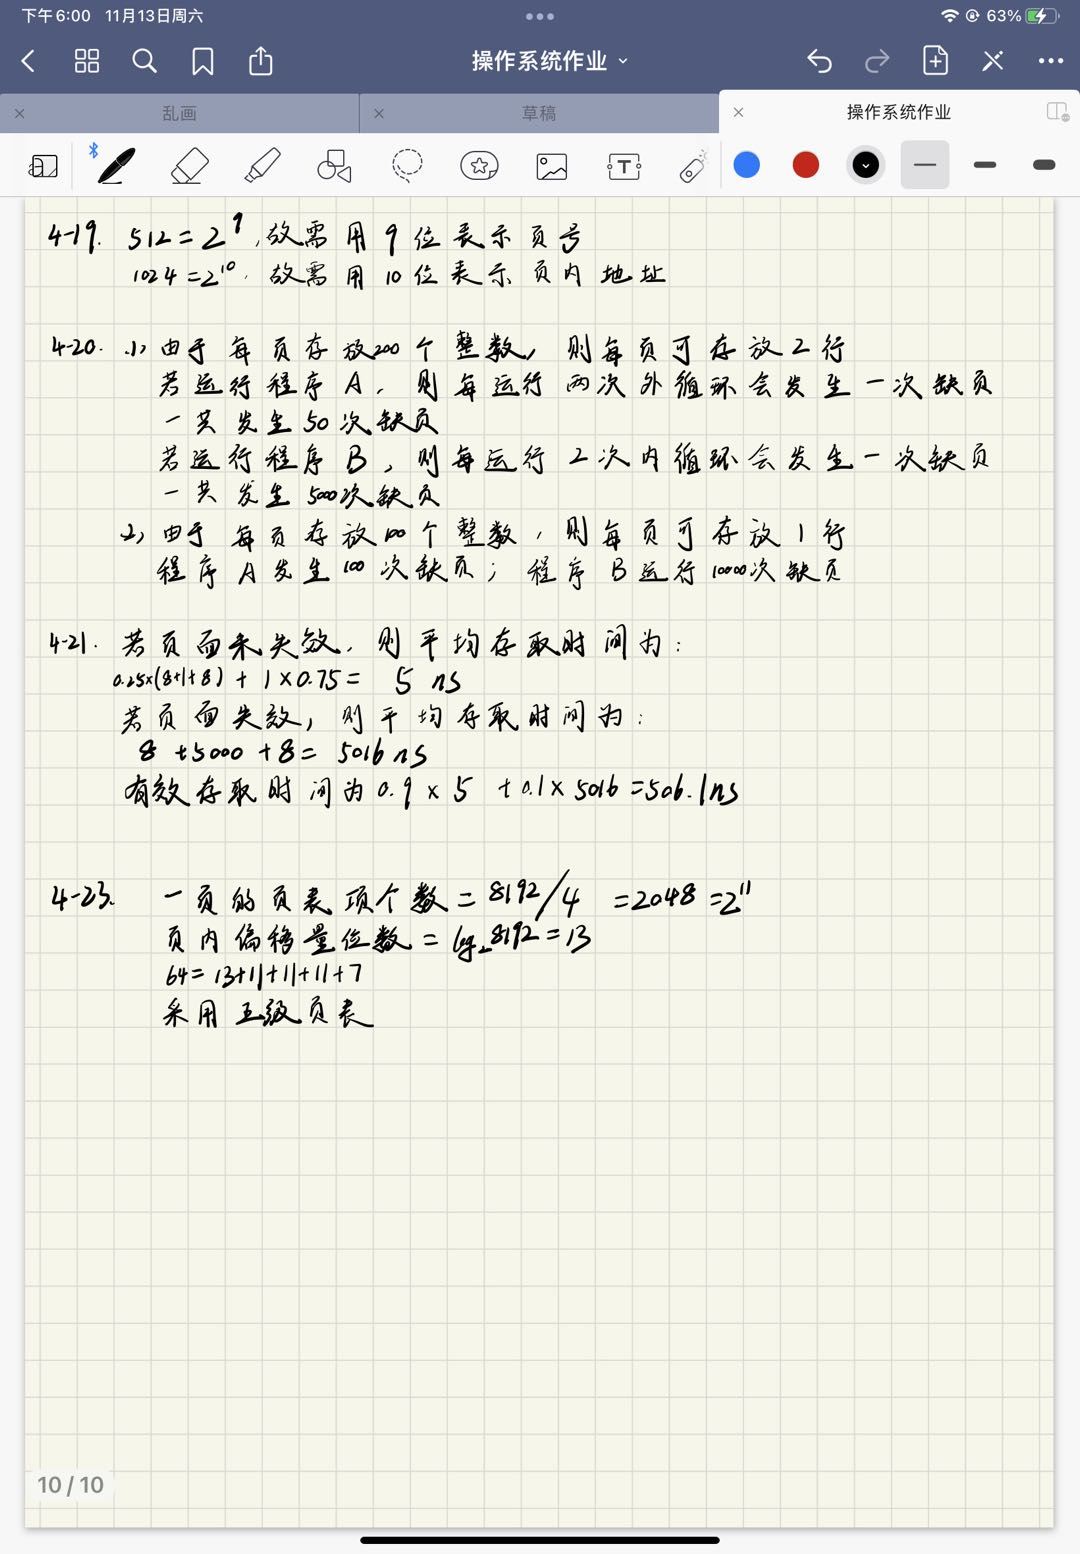 下午6:00 11月13日周六
63%
操作系统作业
乱画
草稿
操作系统作业
4-19. 512=2⁹,故需用9位表示页号
1024=2¹⁰.故需用10位表示页内地址
4-20. (1)由于每页存放200个整数,则每页可存放2行
若运行程序A,则每运行两次外循环会发生一次缺页
一共发生50次缺页
若运行程序B,则每运行2次内循环会发生一次缺页
一共发生5000次缺页
(2)由于每页存放100个整数,则每页可存放1行
程序A发生100次缺页;程序B运行10000次缺页
4-21. 若页面未失效,则平均存取时间为:
0.25×(8+1+8)+1×0.75= 5 ns
若页面失效,则平均存取时间为:
8+5000+8=5016ns
有效存取时间为0.9×5+0.1×5016=506.1ns
4-23. 一页的页表项个数=8192/4=2048=2¹¹
页内偏移量位数=log₂8192=13
64=13+11+11+11+11+7
采用五级页表
10/10